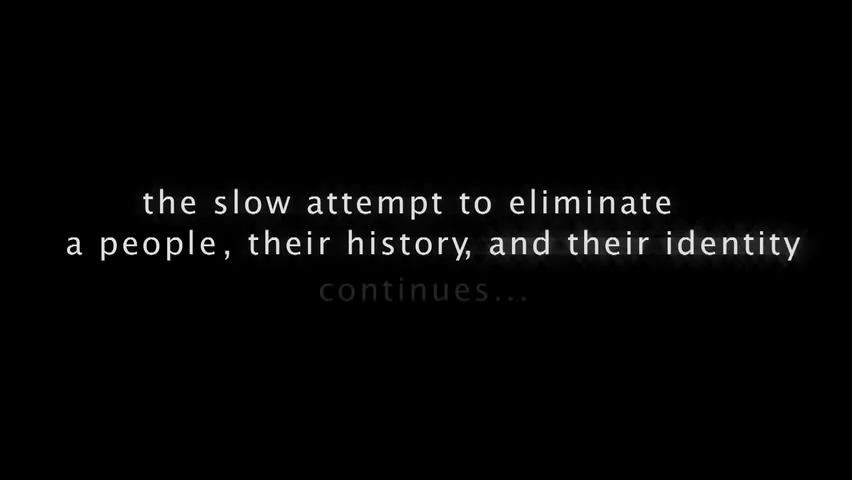 the slow attempt to eliminate
a people, their history, and their identity
continues...